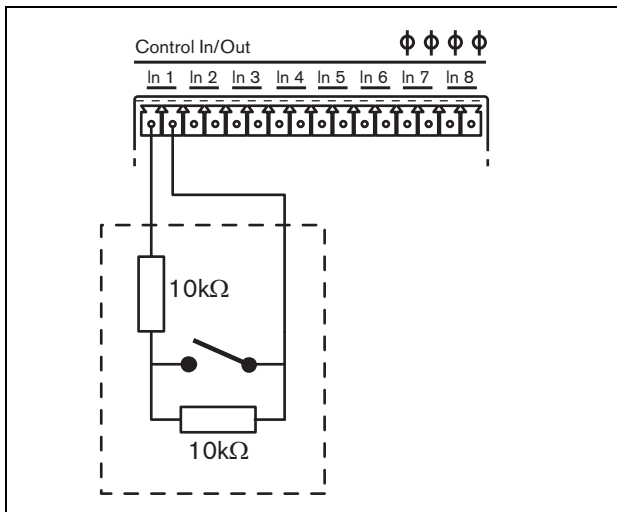 Control In/Out
In 1 In 2 In 3 In 4 In 5 In 6 In 7 In 8
10kΩ
10kΩ